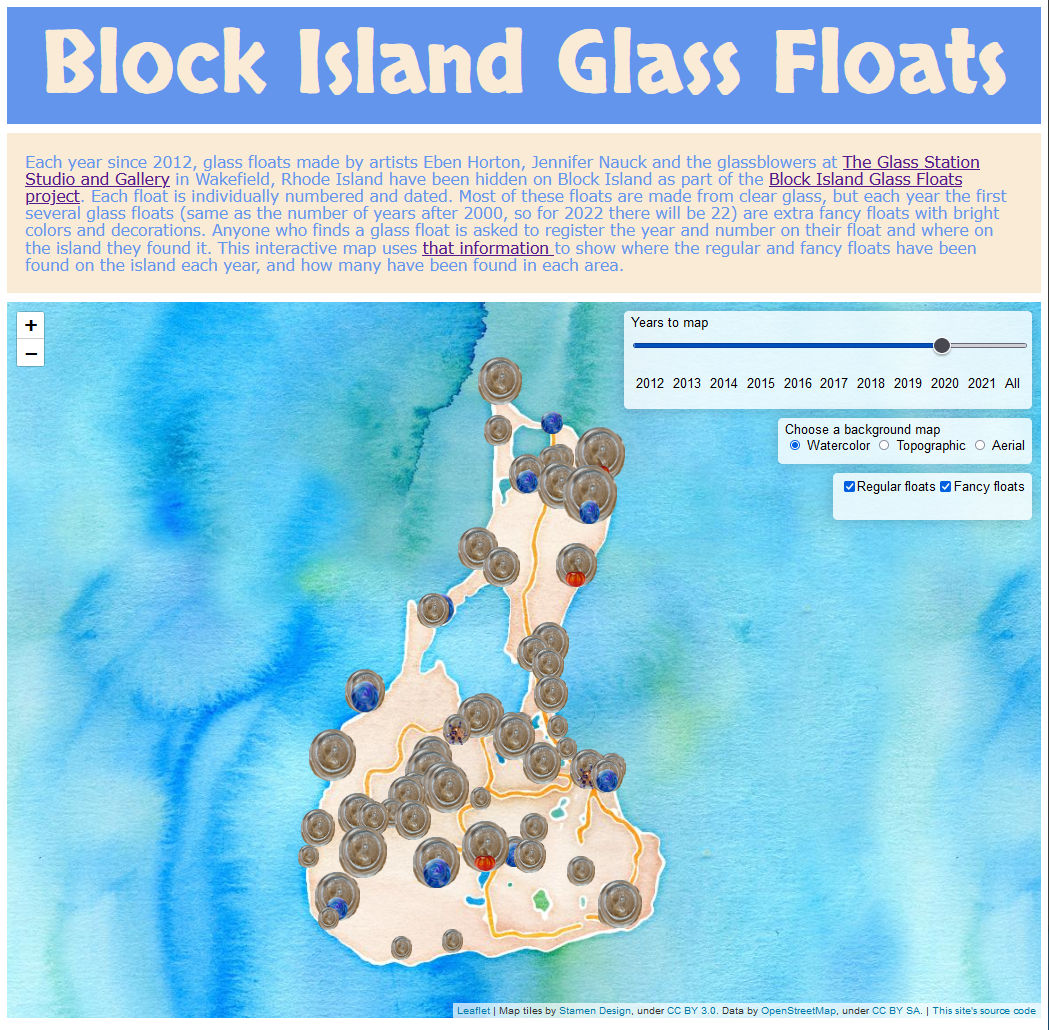 Block Island Glass Floats
Each year since 2012, glass floats made by artists Eben Horton, Jennifer Nauck and the glassblowers at The Glass Station
Studio and Gallery in Wakefield, Rhode Island have been hidden on Block Island as part of the Block Island Glass Floats
project. Each float is individually numbered and dated. Most of these floats are made from clear glass, but each year the first
several glass floats (same as the number of years after 2000, so for 2022 there will be 22) are extra fancy floats with bright
colors and decorations. Anyone who finds a glass float is asked to register the year and number on their float and where on
the island they found it. This interactive map uses that information to show where the regular and fancy floats have been
found on the island each year, and how many have been found in each area.
+
−
Years to map
2012 2013 2014 2015 2016 2017 2018 2019 2020 2021 All
Choose a background map
Watercolor Topographic Aerial
Regular floats Fancy floats
Leaflet | Map tiles by Stamen Design, under CC BY 3.0. Data by OpenStreetMap, under CC BY SA. | This site's source code